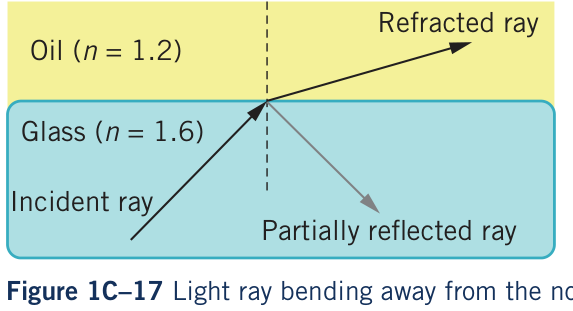 Refracted ray
Oil (n = 1.2)
Glass (n = 1.6)
Incident ray
Partially reflected ray
Figure 1C–17 Light ray bending away from the